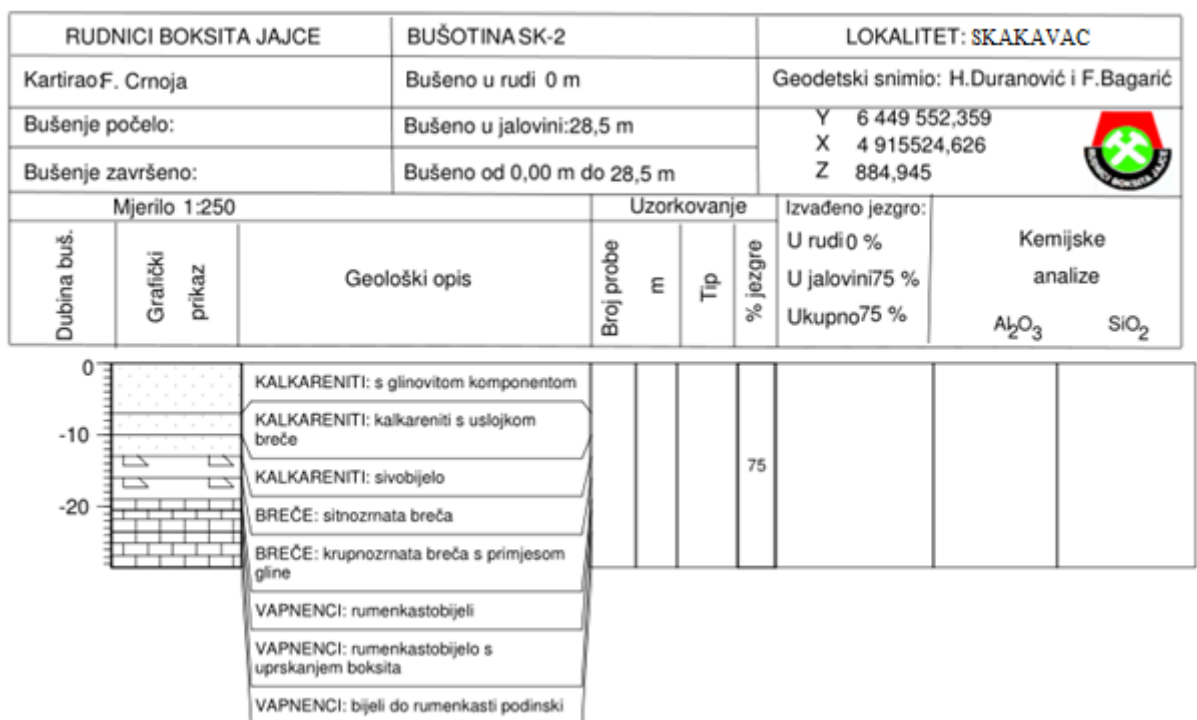 RUDNICI BOKSITA JAJCE
BUŠOTINA SK-2
LOKALITET: SKAKAVAC
Kartirao: F. Crnoja
Bušeno u rudi 0 m
Geodetski snimio: H.Duranović i F.Bagarić
Bušenje počelo:
Bušeno u jalovini:28,5 m
Y 6 449 552,359
X 4 915524,626
Z 884,945
RUDNICI BOKSITA JAJCE
Bušenje završeno:
Bušeno od 0,00 m do 28,5 m
Mjerilo 1:250
Uzorkovanje
Izvađeno jezgro:
Dubina buš.
Grafički
prikaz
Geološki opis
Broj probe
m
Tip
% jezgre
U rudi 0 %
U jalovini75 %
Ukupno75 %
Kemijske
analize
Al2O3
SiO2
0
-10
-20
KALKARENITI: s glinovitom komponentom
KALKARENITI: kalkareniti s uslojkom
breče
KALKARENITI: sivobijelo
BREČE: sitnozrnata breča
BREČE: krupnozrnata breča s primjesom
gline
VAPNENCI: rumenkastobijeli
VAPNENCI: rumenkastobijelo s
uprskanjem boksita
VAPNENCI: bijeli do rumenkasti podinski
75